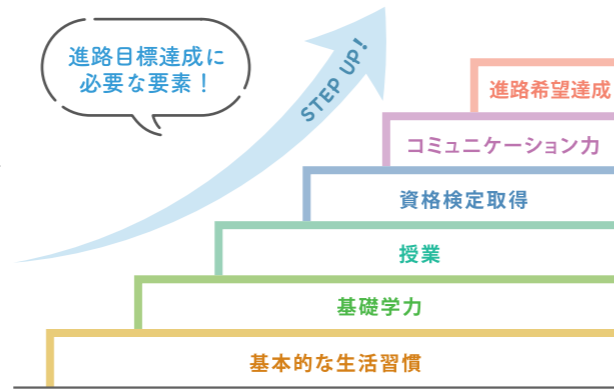 進路目標達成に
必要な要素！
STEP UP!
進路希望達成
コミュニケーション力
資格検定取得
授業
基礎学力
基本的な生活習慣